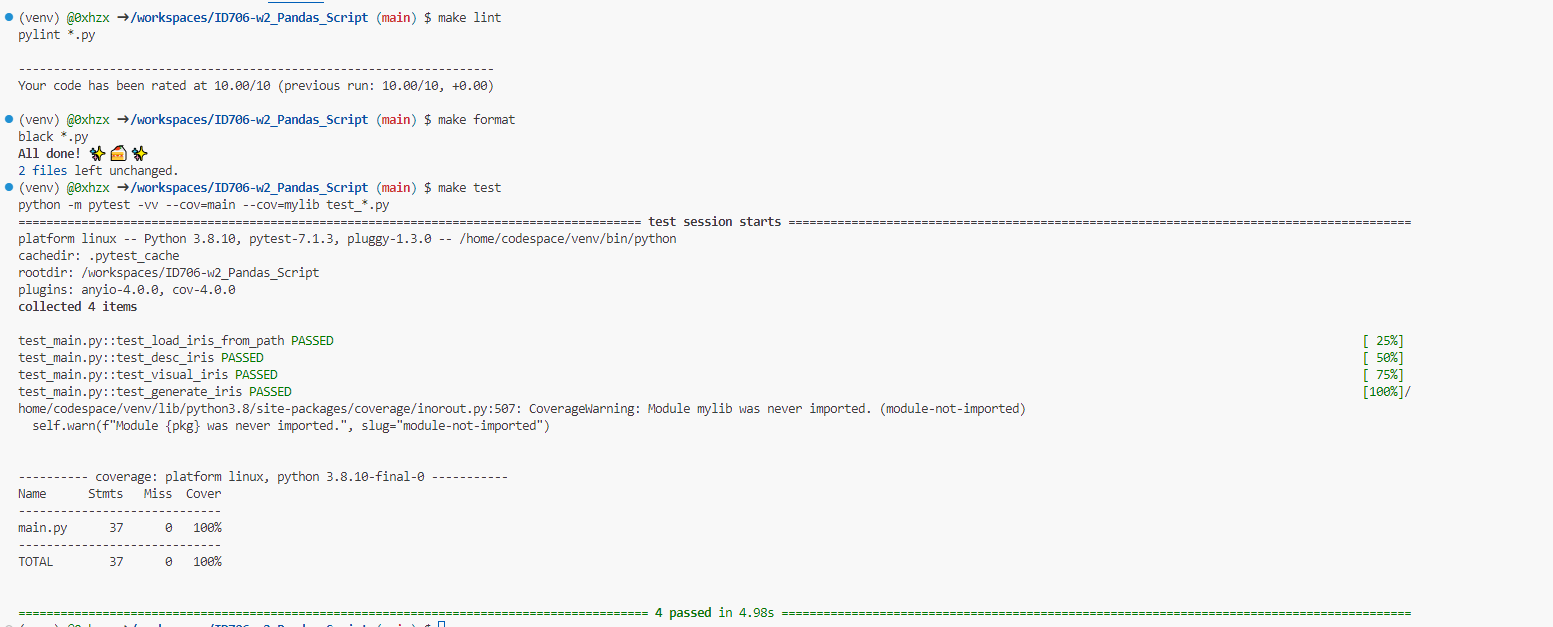 (venv) @0xhzx ➜/workspaces/ID706-w2_Pandas_Script (main) $ make lint
pylint *.py
--------------------------------------------------------------------
Your code has been rated at 10.00/10 (previous run: 10.00/10, +0.00)
(venv) @0xhzx ➜/workspaces/ID706-w2_Pandas_Script (main) $ make format
black *.py
All done! ✨ 🍰 ✨
2 files left unchanged.
(venv) @0xhzx ➜/workspaces/ID706-w2_Pandas_Script (main) $ make test
python -m pytest -vv --cov=main --cov=mylib test_*.py
========================================================================================= test session starts =========================================================================================
platform linux -- Python 3.8.10, pytest-7.1.3, pluggy-1.3.0 -- /home/codespace/venv/bin/python
cachedir: .pytest_cache
rootdir: /workspaces/ID706-w2_Pandas_Script
plugins: anyio-4.0.0, cov-4.0.0
collected 4 items
test_main.py::test_load_iris_from_path PASSED [ 25%]
test_main.py::test_desc_iris PASSED [ 50%]
test_main.py::test_visual_iris PASSED [ 75%]
test_main.py::test_generate_iris PASSED [100%]/
home/codespace/venv/lib/python3.8/site-packages/coverage/inorout.py:507: CoverageWarning: Module mylib was never imported. (module-not-imported)
self.warn(f"Module {pkg} was never imported.", slug="module-not-imported")
---------- coverage: platform linux, python 3.8.10-final-0 -----------
Name Stmts Miss Cover
-----------------------------
main.py 37 0 100%
-----------------------------
TOTAL 37 0 100%
========================================================================================== 4 passed in 4.98s ==========================================================================================
(venv) @0xhzx ➜/workspaces/ID706-w2_Pandas_Script (main) $